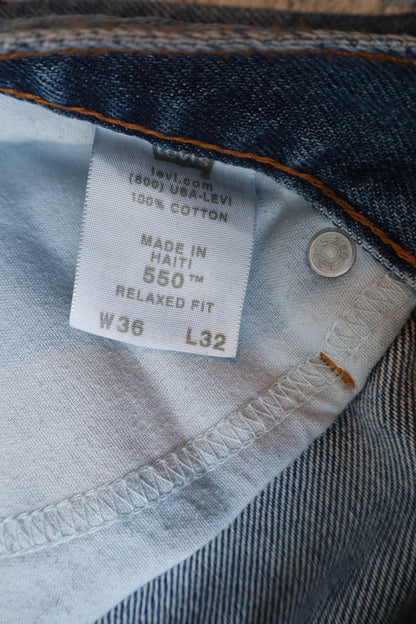 levi.com
(800) USA-LEVI
100% COTTON
MADE IN
HAITI
550™
RELAXED FIT
W36 L32